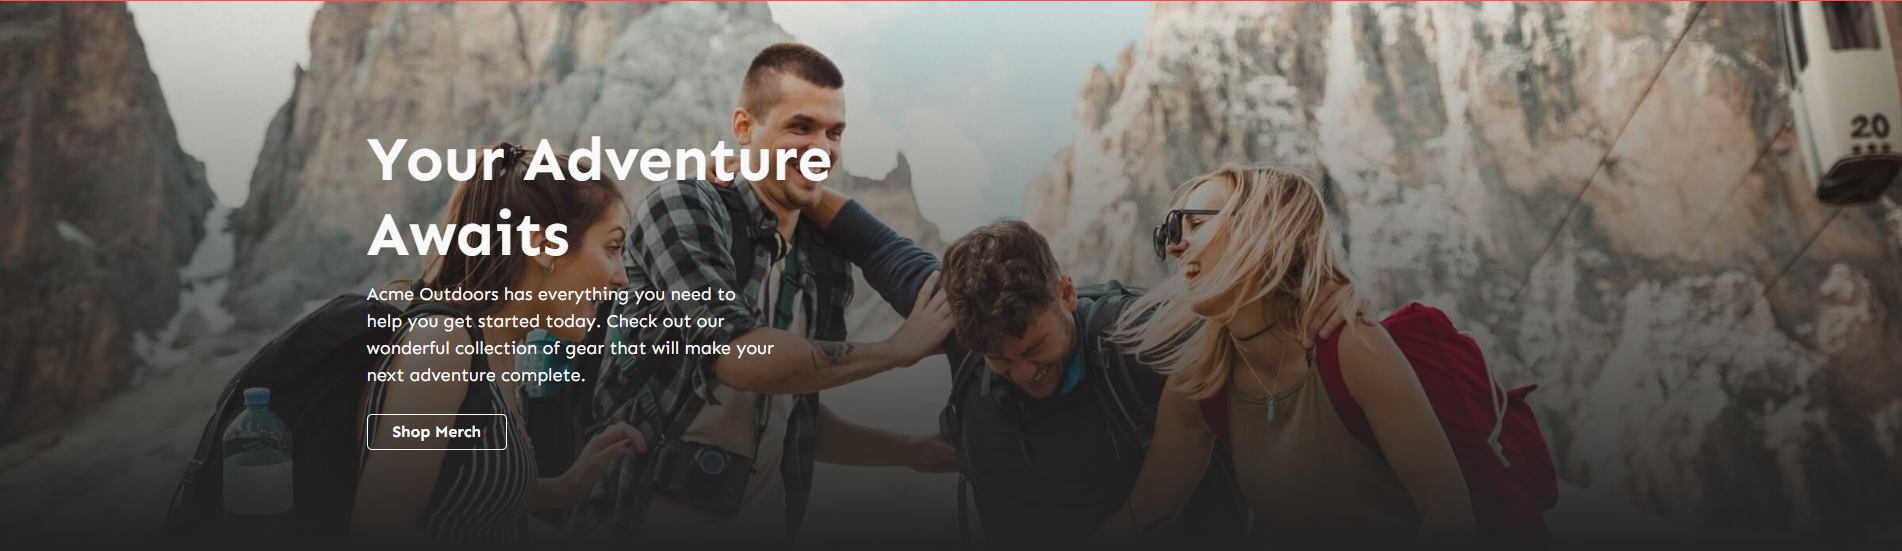 Your Adventure
Awaits
Acme Outdoors has everything you need to
help you get started today. Check out our
wonderful collection of gear that will make your
next adventure complete.
Shop Merch
20